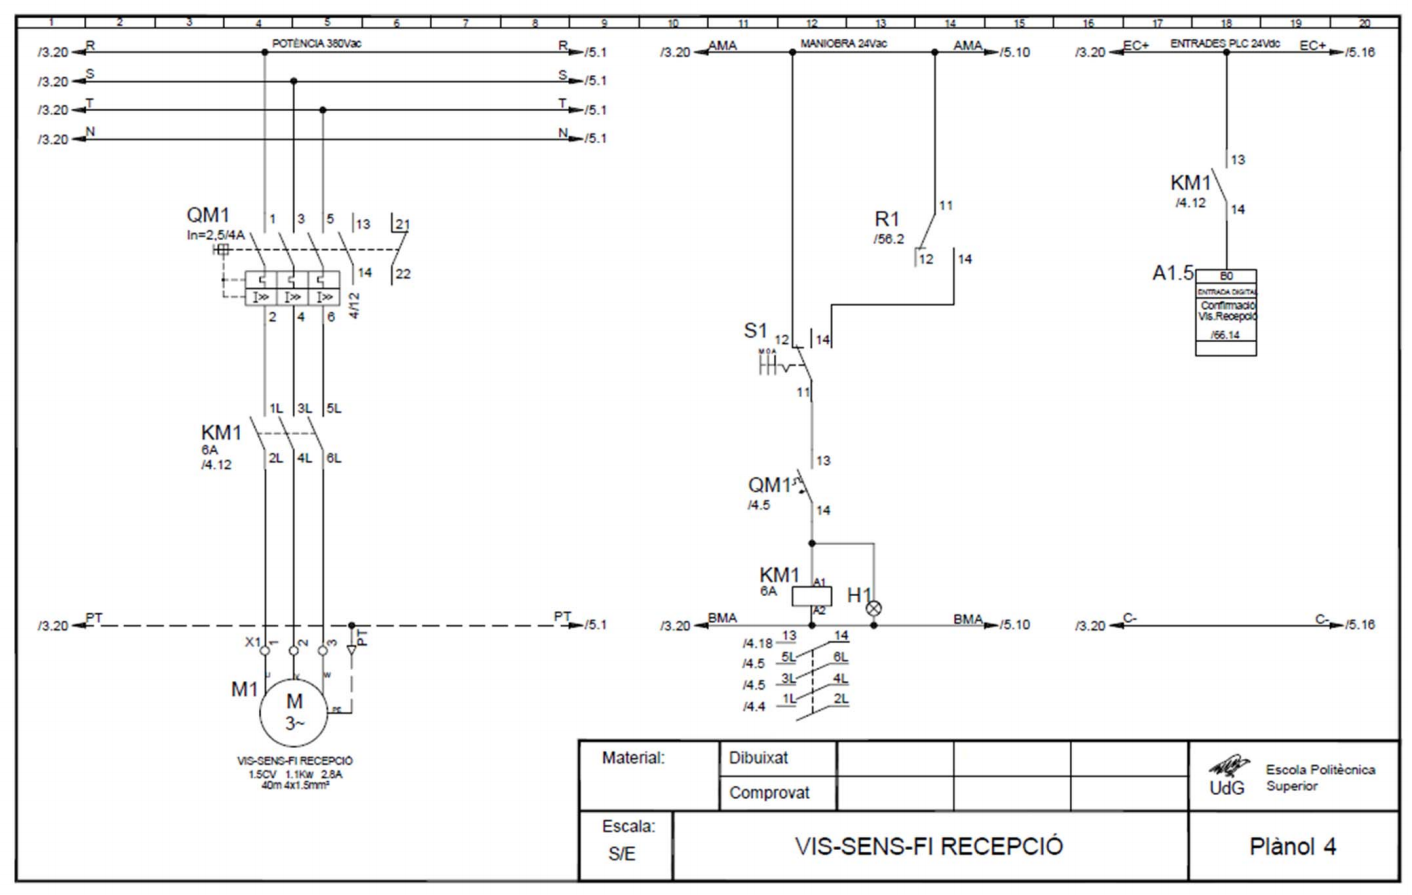 1 2 3 4 5 6 7 8 9 10 11 12 13 14 15 16 17 18 19 20
/3.20 R POTÈNCIA 380Vac R /5.1
/3.20 S S /5.1
/3.20 T T /5.1
/3.20 N N /5.1
/3.20 AMA MANIOBRA 24Vac AMA /5.10
/3.20 EC+ ENTRADES PLC 24Vdc EC+ /5.16
QM1
In=2,5/4A
1 3 5 13 21
14 22
I>> I>> I>>
2 4 6
4/12
KM1
6A
/4.12
1L 3L 5L
2L 4L 6L
/3.20 PT PT /5.1
X1 1 2 3 PT
U V W
M1
M
3~
PE
VIS-SENS-FI RECEPCIÓ
1.5CV 1.1Kw 2.8A
40m 4x1.5mm²
R1
/56.2
11
12 14
S1
M O A
12 14
11
QM1
/4.5
13
14
KM1
6A
A1
A2
H1
/3.20 BMA BMA /5.10
/4.18 13 14
/4.5 5L 6L
/4.5 3L 4L
/4.4 1L 2L
KM1
/4.12
13
14
A1.5
B0
ENTRADA DIGITAL
Confirmació
Vis.Recepció
/66.14
/3.20 C- C- /5.16
Material: Dibuixat
Comprovat
UdG
Escola Politècnica
Superior
Escala:
S/E
VIS-SENS-FI RECEPCIÓ
Plànol 4